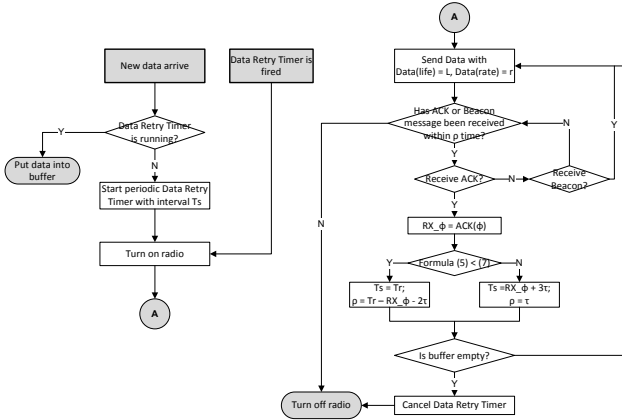 New data arrive
Data Retry Timer is
fired
Y
Data Retry Timer
is running?
Put data into
buffer
N
Start periodic Data Retry
Timer with interval Ts
Turn on radio
A
A
Send Data with
Data(life) = L, Data(rate) = r
Has ACK or Beacon
message been received
within ρ time?
N
Y
Y
Receive ACK?
N
Receive
Beacon?
N
Y
RX_ϕ = ACK(ϕ)
Y
Formula (5) < (7)
N
Ts = Tr;
ρ = Tr – RX_ϕ - 2τ
Ts =RX_ϕ + 3τ;
ρ = τ
Is buffer empty?
Y
Turn off radio
Cancel Data Retry Timer